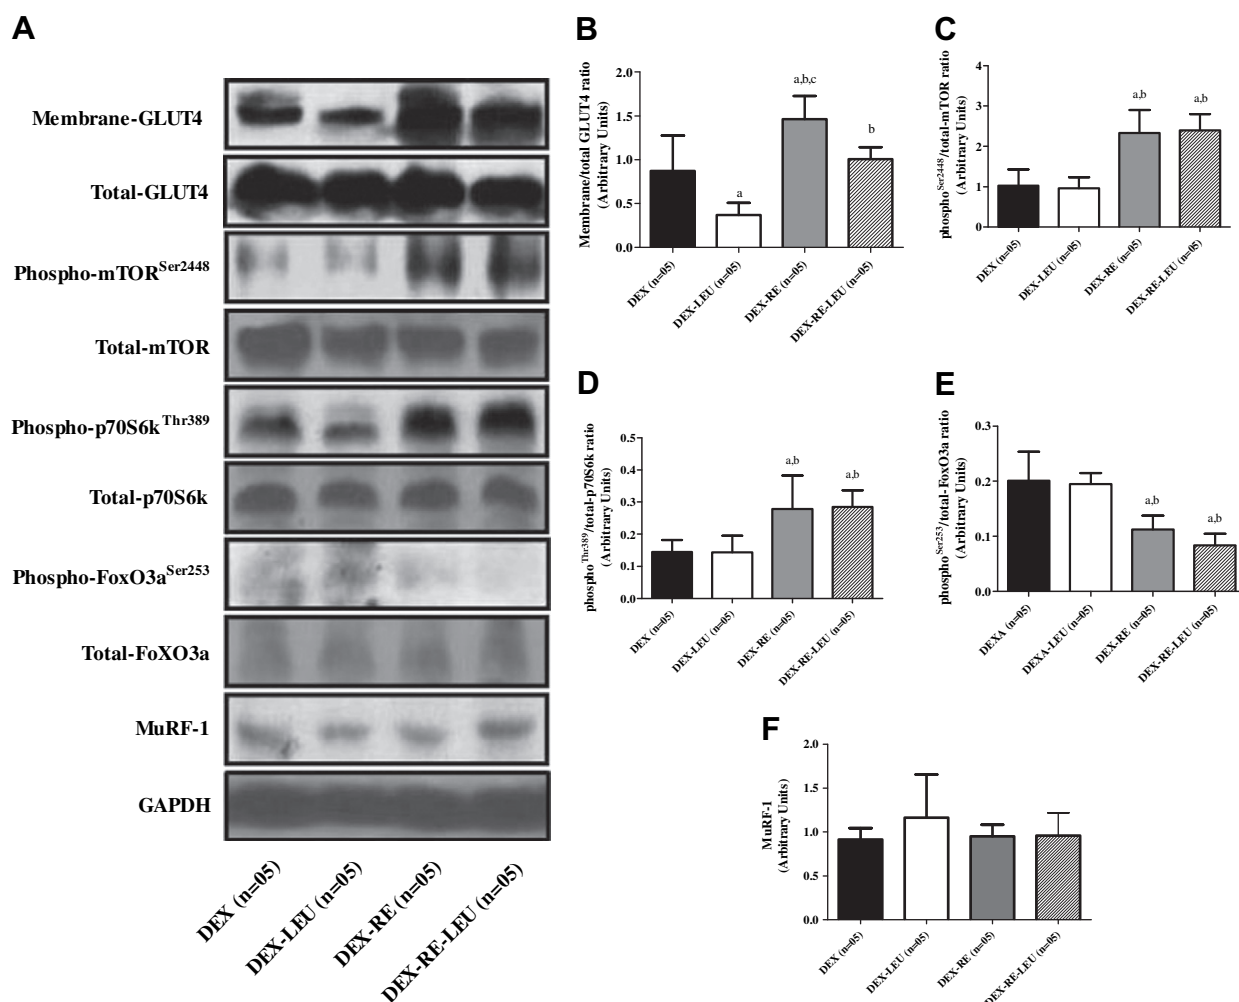 A
Membrane-GLUT4
Total-GLUT4
Phospho-mTORSer2448
Total-mTOR
Phospho-p70S6kThr389
Total-p70S6k
Phospho-FoxO3aSer253
Total-FoXO3a
MuRF-1
GAPDH
DEX (n=05)
DEX-LEU (n=05)
DEX-RE (n=05)
DEX-RE-LEU (n=05)
B
Membrane/total GLUT4 ratio
(Arbitrary Units)
2.0
1.5
1.0
0.5
0.0
a
a,b,c
b
DEX (n=05)
DEX-LEU (n=05)
DEX-RE (n=05)
DEX-RE-LEU (n=05)
C
phosphoSer2448/total-mTOR ratio
(Arbitrary Units)
4
3
2
1
0
a,b
a,b
DEX (n=05)
DEX-LEU (n=05)
DEX-RE (n=05)
DEX-RE-LEU (n=05)
D
phosphoThr389/total-p70S6k ratio
(Arbitrary Units)
0.5
0.4
0.3
0.2
0.1
0.0
a,b
a,b
DEX (n=05)
DEX-LEU (n=05)
DEX-RE (n=05)
DEX-RE-LEU (n=05)
E
phosphoSer253/total-FoxO3a ratio
(Arbitrary Units)
0.3
0.2
0.1
0.0
a,b
a,b
DEXA (n=05)
DEXA-LEU (n=05)
DEX-RE (n=05)
DEX-RE-LEU (n=05)
F
MuRF-1
(Arbitrary Units)
2.0
1.5
1.0
0.5
0.0
DEX (n=05)
DEX-LEU (n=05)
DEX-RE (n=05)
DEX-RE-LEU (n=05)